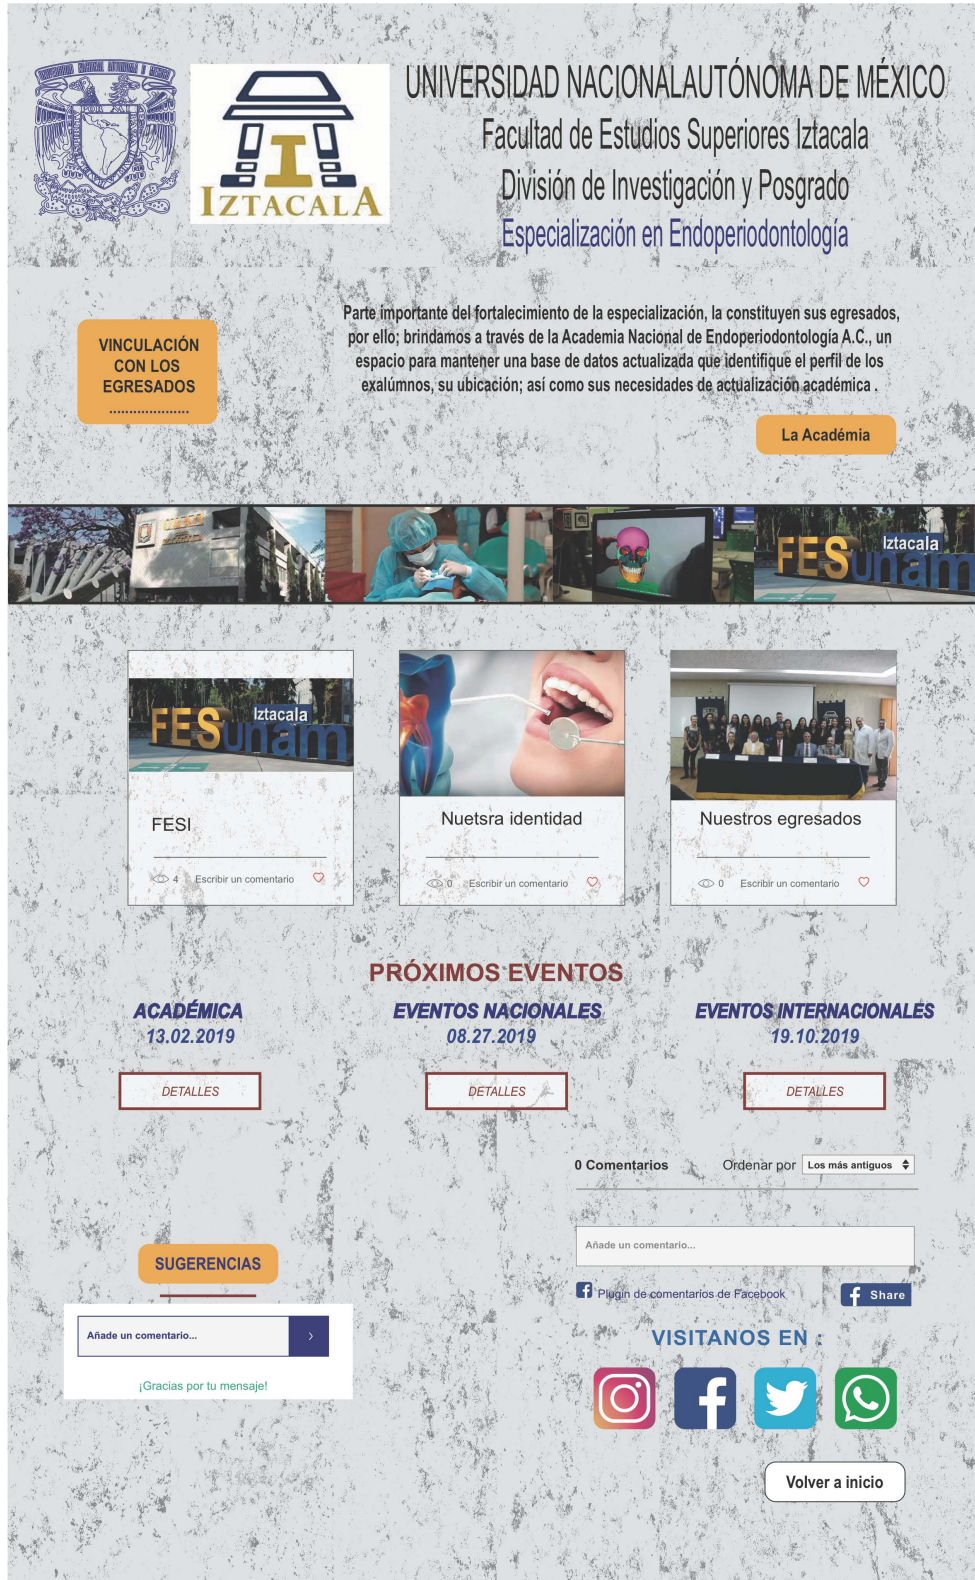 UNIVERSIDAD NACIONALAUTÓNOMA DE MÉXICO
Facultad de Estudios Superiores Iztacala
División de Investigación y Posgrado
Especialización en Endoperiodontología
IZTACALA
VINCULACIÓN
CON LOS
EGRESADOS
....................
Parte importante del fortalecimiento de la especialización, la constituyen sus egresados,
por ello; brindamos a través de la Academia Nacional de Endoperiodontología A.C., un
espacio para mantener una base de datos actualizada que identifique el perfil de los
exalúmnos, su ubicación; así como sus necesidades de actualización académica .
La Académia
FES unam Iztacala
FES unam Iztacala
FESI
4 Escribir un comentario
Nuetsra identidad
0 Escribir un comentario
Nuestros egresados
0 Escribir un comentario
PRÓXIMOS EVENTOS
ACADÉMICA
13.02.2019
DETALLES
EVENTOS NACIONALES
08.27.2019
DETALLES
EVENTOS INTERNACIONALES
19.10.2019
DETALLES
0 Comentarios Ordenar por Los más antiguos
Añade un comentario...
Plugin de comentarios de Facebook
Share
SUGERENCIAS
Añade un comentario... >
¡Gracias por tu mensaje!
VISITANOS EN :
Volver a inicio